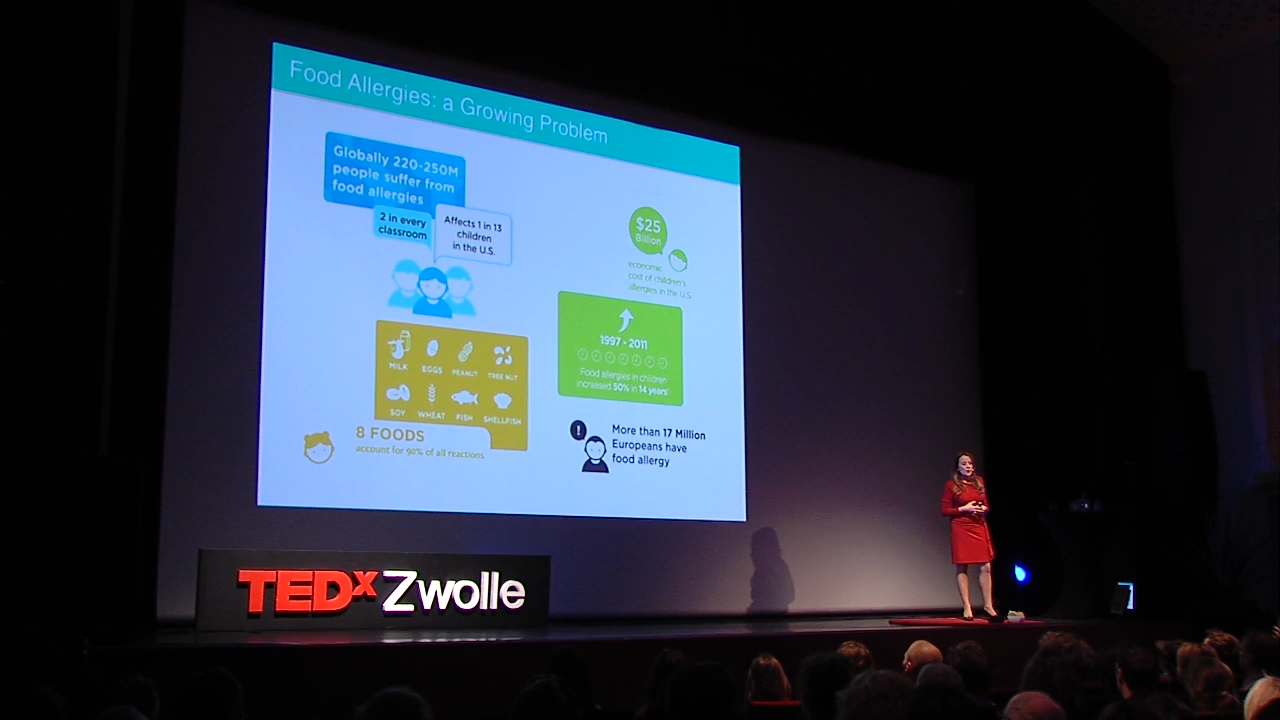 Food Allergies: a Growing Problem
Globally 220-250M
people suffer from
food allergies
2 in every
classroom
Affects 1 in 13
children
in the U.S.
$25
Billion
economic
cost of children's
allergies in the U.S.
MILK EGGS PEANUT TREE NUT
SOY WHEAT FISH SHELLFISH
8 FOODS
account for 90% of all reactions
1997 - 2011
Food allergies in children
increased 50% in 14 years
!
More than 17 Million
Europeans have
food allergy
TEDx Zwolle